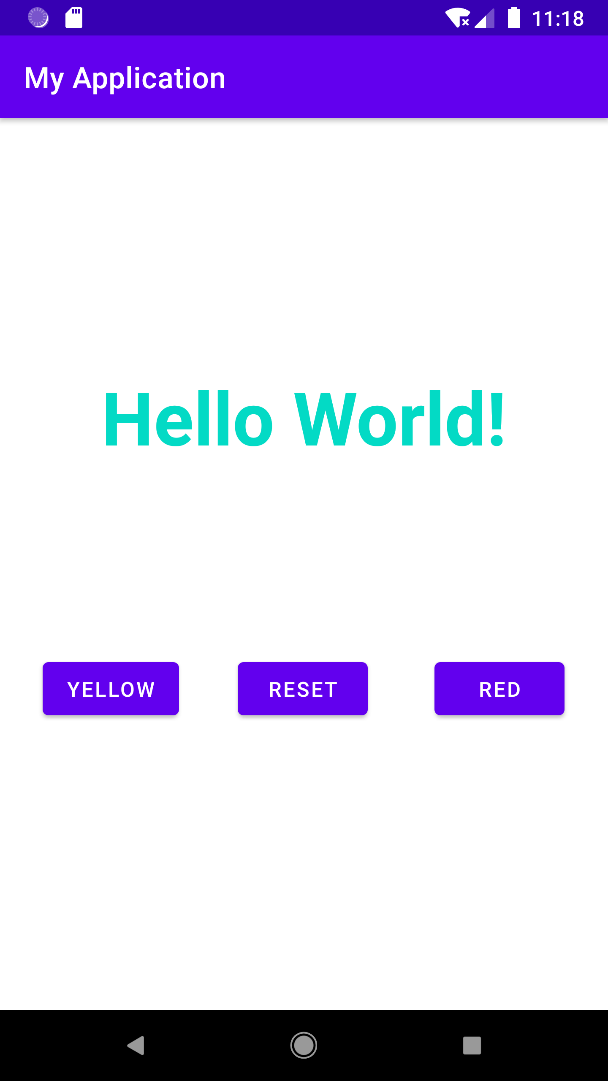 11:18
My Application
Hello World!
YELLOW RESET RED